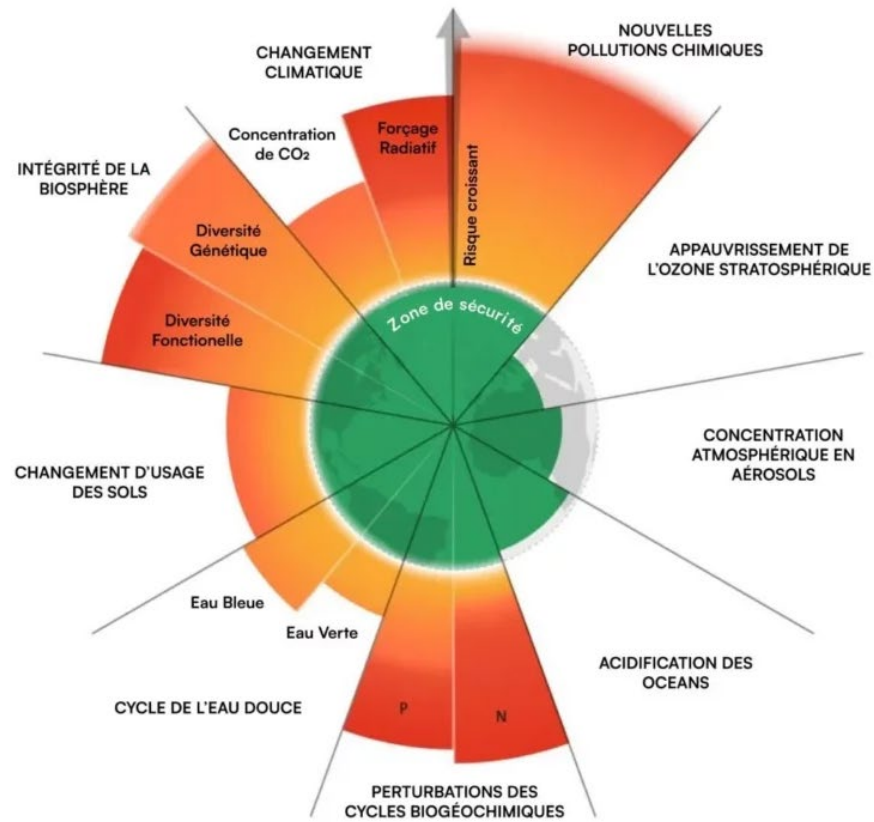 NOUVELLES
POLLUTIONS CHIMIQUES
CHANGEMENT
CLIMATIQUE
Concentration
de CO₂
Forçage
Radiatif
Risque croissant
INTÉGRITÉ DE LA
BIOSPHÈRE
Diversité
Génétique
Diversité
Fonctionelle
APPAUVRISSEMENT DE
L'OZONE STRATOSPHÉRIQUE
Zone de sécurité
CHANGEMENT D'USAGE
DES SOLS
CONCENTRATION
ATMOSPHÉRIQUE EN
AÉROSOLS
Eau Bleue
Eau Verte
ACIDIFICATION DES
OCEANS
CYCLE DE L'EAU DOUCE
P
N
PERTURBATIONS DES
CYCLES BIOGÉOCHIMIQUES